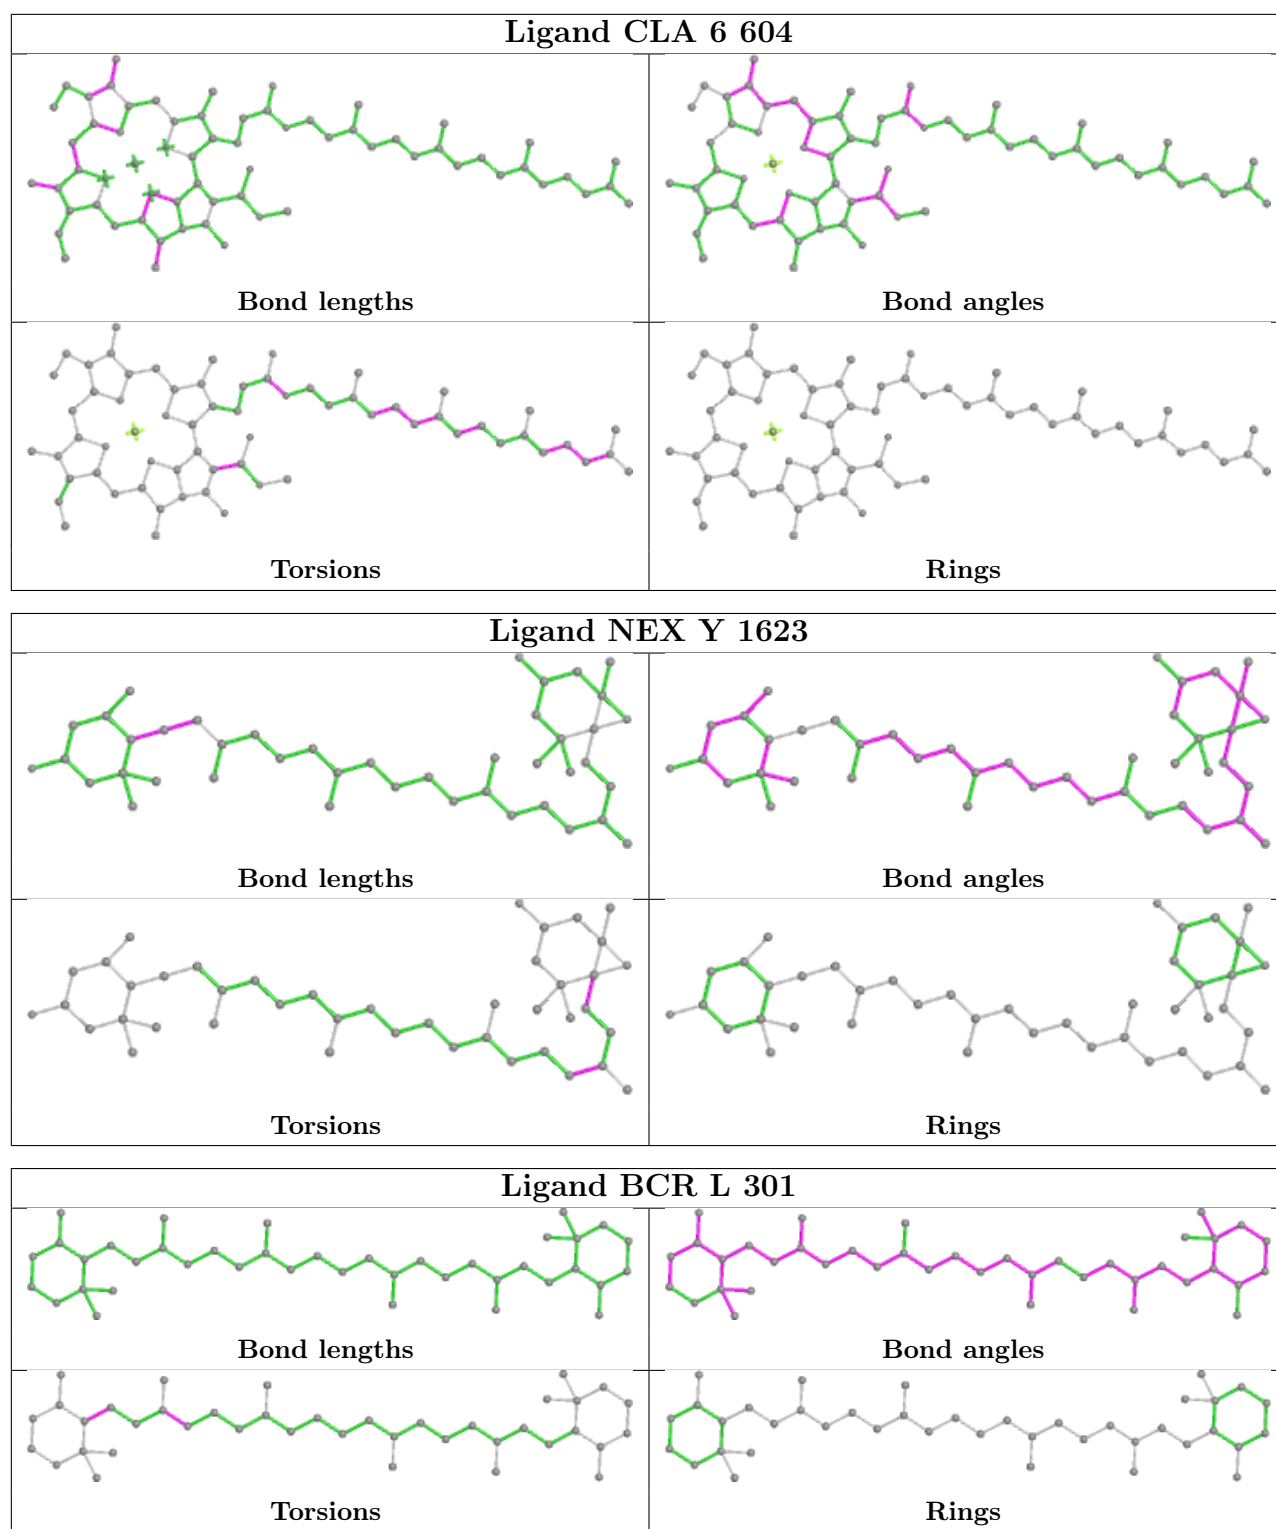 Ligand CLA 6 604
Bond lengths
Bond angles
Torsions
Rings
Ligand NEX Y 1623
Bond lengths
Bond angles
Torsions
Rings
Ligand BCR L 301
Bond lengths
Bond angles
Torsions
Rings